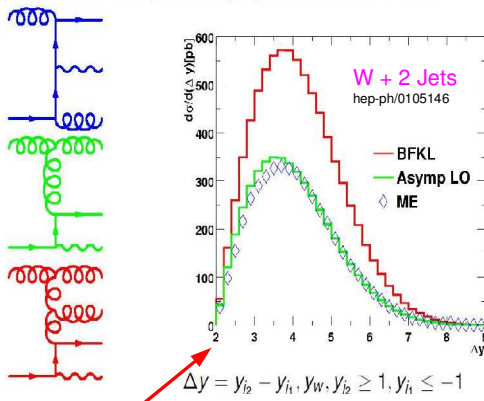 dσ/d(Δ y)[pb]
600
500
400
300
200
100
0
W + 2 Jets
hep-ph/0105146
BFKL
Asymp LO
ME
2 3 4 5 6 7 8 9
Δy
Δy = y_{j₂} − y_{j₁}, y_W, y_{j₂} ≥ 1, y_{j₁} ≤ −1